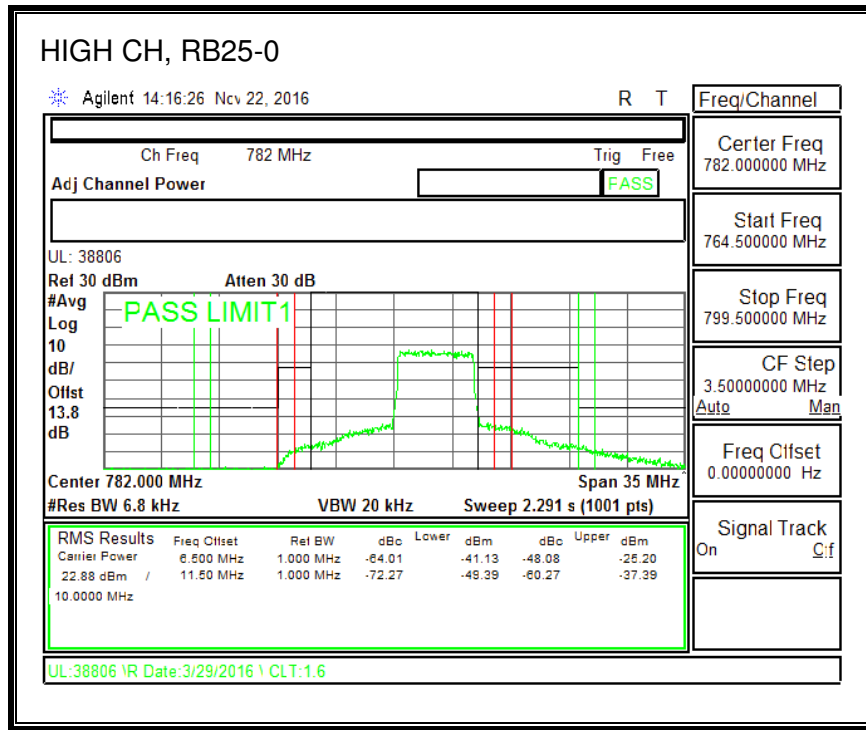 HIGH CH, RB25-0
Agilent 14:16:26 Nov 22, 2016 R T
Freq/Channel
Ch Freq 782 MHz Trig Free
Adj Channel Power PASS
Center Freq
782.000000 MHz
Start Freq
764.500000 MHz
Stop Freq
799.500000 MHz
CF Step
3.50000000 MHz
Auto Man
Freq Offset
0.00000000 Hz
Signal Track
On Off
UL: 38806
Ref 30 dBm Atten 30 dB
#Avg
Log
10
dB/
Offst
13.8
dB
PASS LIMIT1
Center 782.000 MHz Span 35 MHz
#Res BW 6.8 kHz VBW 20 kHz Sweep 2.291 s (1001 pts)
RMS Results Freq Offset Ref BW dBc Lower dBm dBc Upper dBm
Carrier Power 6.500 MHz 1.000 MHz -64.01 -41.13 -48.08 -25.20
22.88 dBm / 11.50 MHz 1.000 MHz -72.27 -49.39 -60.27 -37.39
10.0000 MHz
UL:38806 \R Date:3/29/2016 \ CLT:1.6